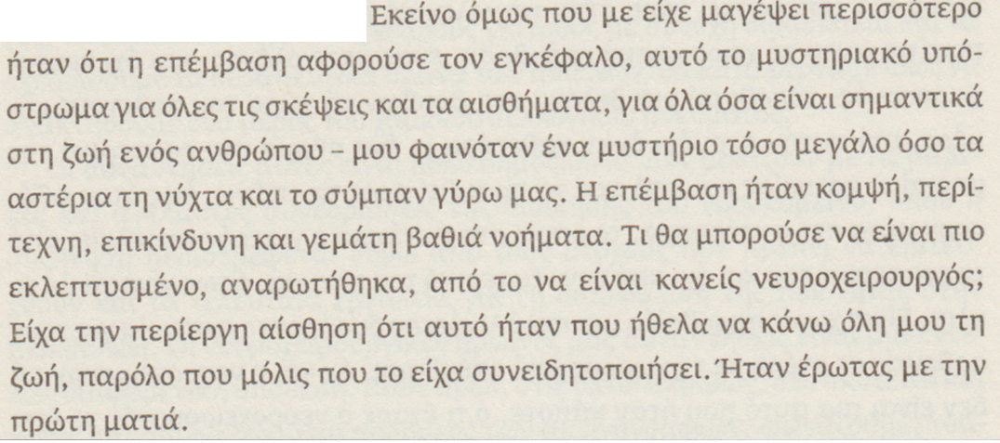 Εκείνο όμως που με είχε μαγέψει περισσότερο
ήταν ότι η επέμβαση αφορούσε τον εγκέφαλο, αυτό το μυστηριακό υπό-
στρωμα για όλες τις σκέψεις και τα αισθήματα, για όλα όσα είναι σημαντικά
στη ζωή ενός ανθρώπου – μου φαινόταν ένα μυστήριο τόσο μεγάλο όσο τα
αστέρια τη νύχτα και το σύμπαν γύρω μας. Η επέμβαση ήταν κομψή, περί-
τεχνη, επικίνδυνη και γεμάτη βαθιά νοήματα. Τι θα μπορούσε να είναι πιο
εκλεπτυσμένο, αναρωτήθηκα, από το να είναι κανείς νευροχειρουργός;
Είχα την περίεργη αίσθηση ότι αυτό ήταν που ήθελα να κάνω όλη μου τη
ζωή, παρόλο που μόλις που το είχα συνειδητοποιήσει. Ήταν έρωτας με την
πρώτη ματιά.